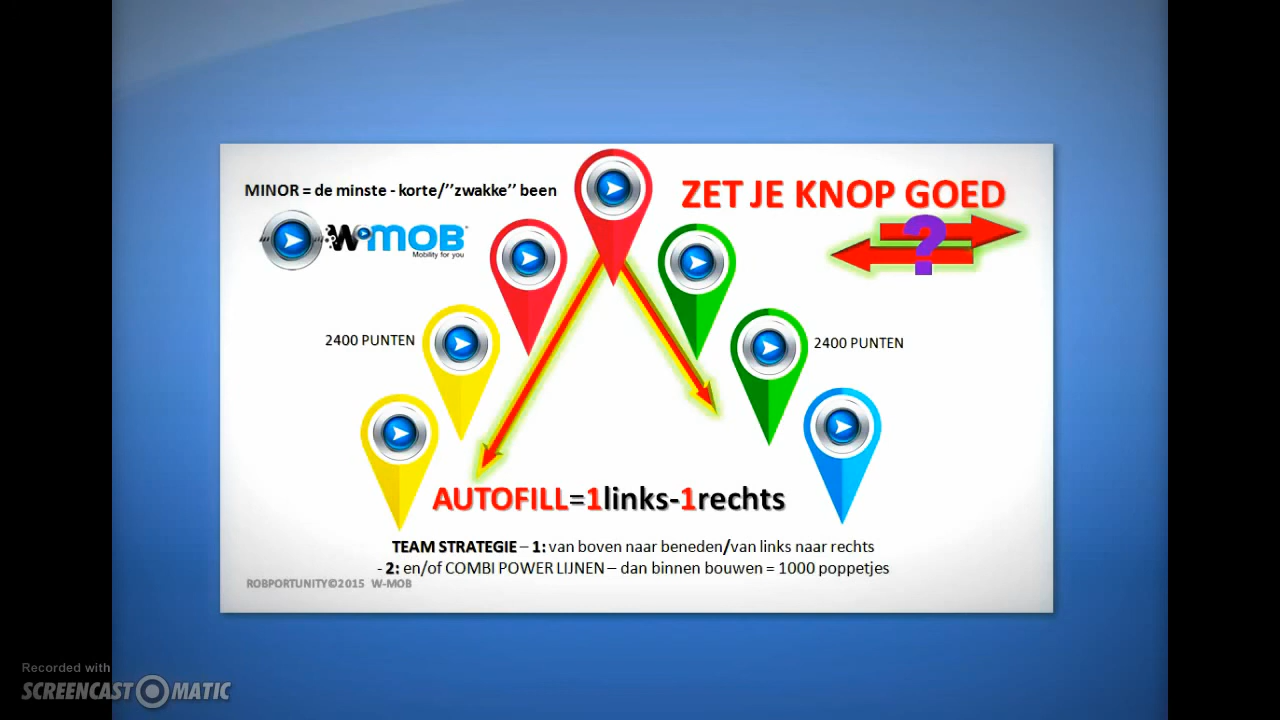 MINOR = de minste - korte/"zwakke" been
ZET JE KNOP GOED
W-MOB
Mobility for you
?
2400 PUNTEN
2400 PUNTEN
AUTOFILL=1links-1rechts
TEAM STRATEGIE – 1: van boven naar beneden/van links naar rechts
- 2: en/of COMBI POWER LIJNEN – dan binnen bouwen = 1000 poppetjes
ROBPORTUNITY©2015 W-MOB
Recorded with
SCREENCAST-O-MATIC